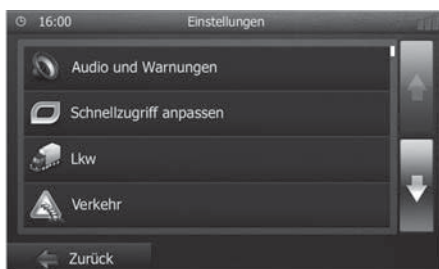 16:00 Einstellungen
Audio und Warnungen
Schnellzugriff anpassen
Lkw
Verkehr
Zurück